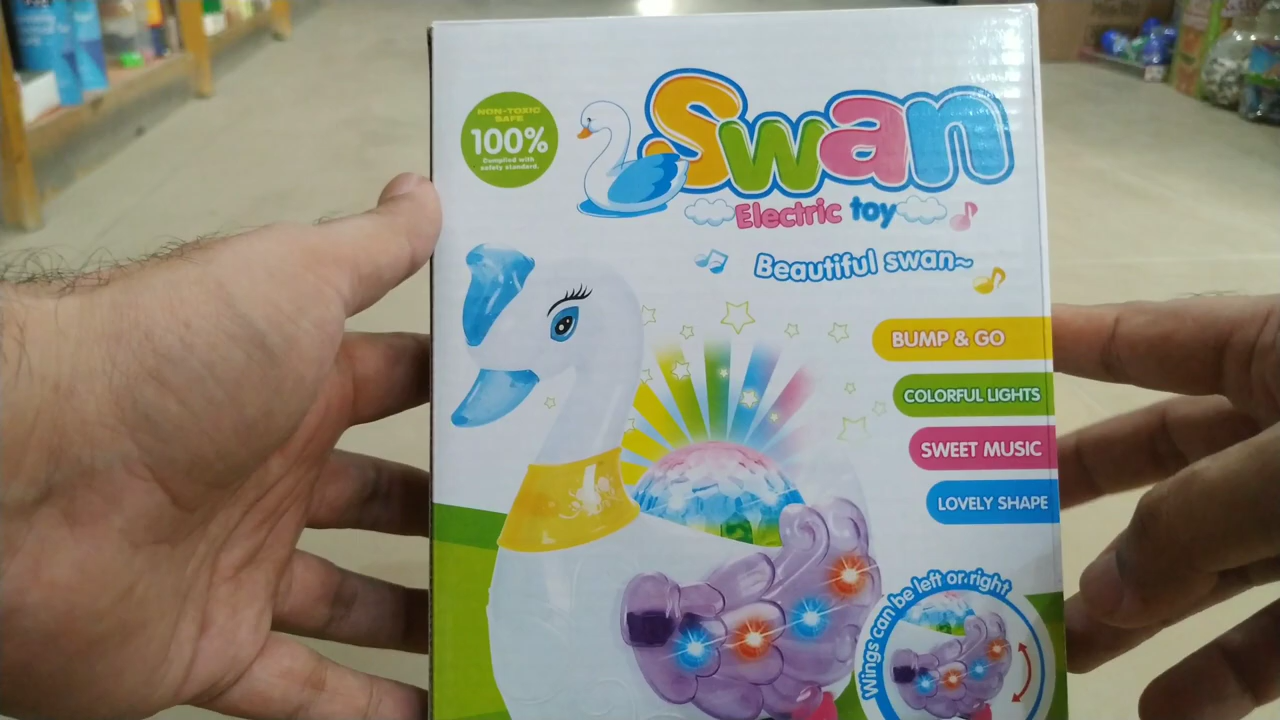 NON-TOXIC
SAFE
100%
Complied with
safety standard.
Swan
Electric toy
Beautiful swan~
BUMP & GO
COLORFUL LIGHTS
SWEET MUSIC
LOVELY SHAPE
Wings can be left or right